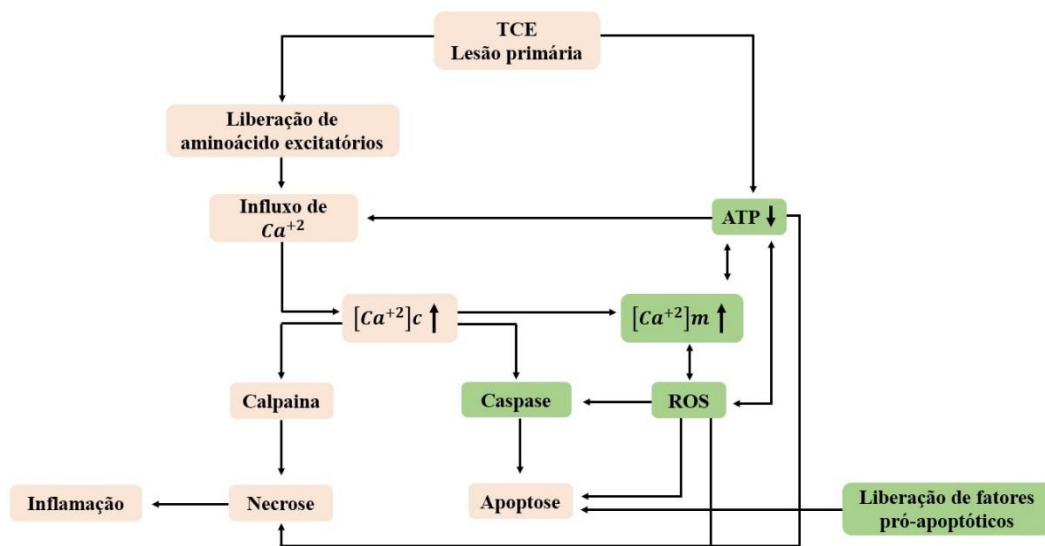 TCE
Lesão primária
Liberação de
aminoácido excitatórios
Influxo de
Ca⁺²
ATP ↓
[Ca⁺²]c ↑
[Ca⁺²]m ↑
Calpaina
Caspase
ROS
Inflamação
Necrose
Apoptose
Liberação de fatores
pró-apoptóticos